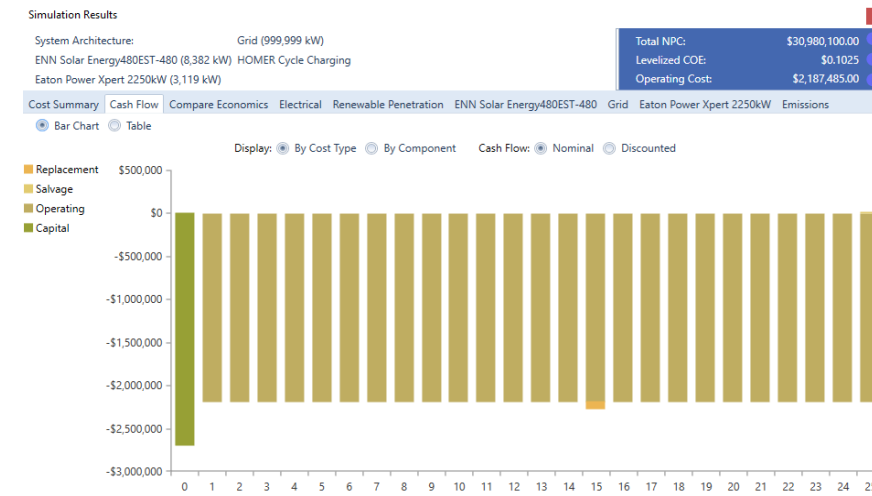 Simulation Results
System Architecture: Grid (999,999 kW)
ENN Solar Energy480EST-480 (8,382 kW) HOMER Cycle Charging
Eaton Power Xpert 2250kW (3,119 kW)
Total NPC: $30,980,100.00
Levelized COE: $0.1025
Operating Cost: $2,187,485.00
Cost Summary Cash Flow Compare Economics Electrical Renewable Penetration ENN Solar Energy480EST-480 Grid Eaton Power Xpert 2250kW Emissions
Bar Chart Table
Display: By Cost Type By Component Cash Flow: Nominal Discounted
Replacement
Salvage
Operating
Capital
$500,000
$0
-$500,000
-$1,000,000
-$1,500,000
-$2,000,000
-$2,500,000
-$3,000,000
0 1 2 3 4 5 6 7 8 9 10 11 12 13 14 15 16 17 18 19 20 21 22 23 24